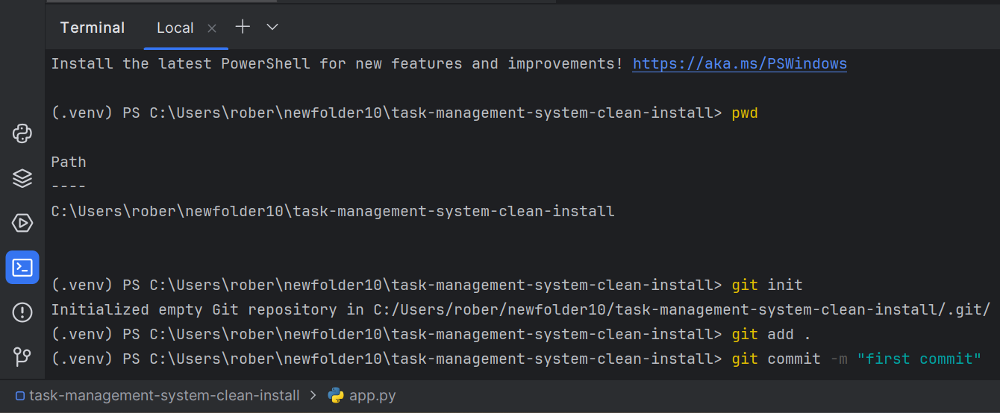 Terminal Local
Install the latest PowerShell for new features and improvements! https://aka.ms/PSWindows
(.venv) PS C:\Users\rober\newfolder10\task-management-system-clean-install> pwd
Path
----
C:\Users\rober\newfolder10\task-management-system-clean-install
(.venv) PS C:\Users\rober\newfolder10\task-management-system-clean-install> git init
Initialized empty Git repository in C:/Users/rober/newfolder10/task-management-system-clean-install/.git/
(.venv) PS C:\Users\rober\newfolder10\task-management-system-clean-install> git add .
(.venv) PS C:\Users\rober\newfolder10\task-management-system-clean-install> git commit -m "first commit"
task-management-system-clean-install > app.py